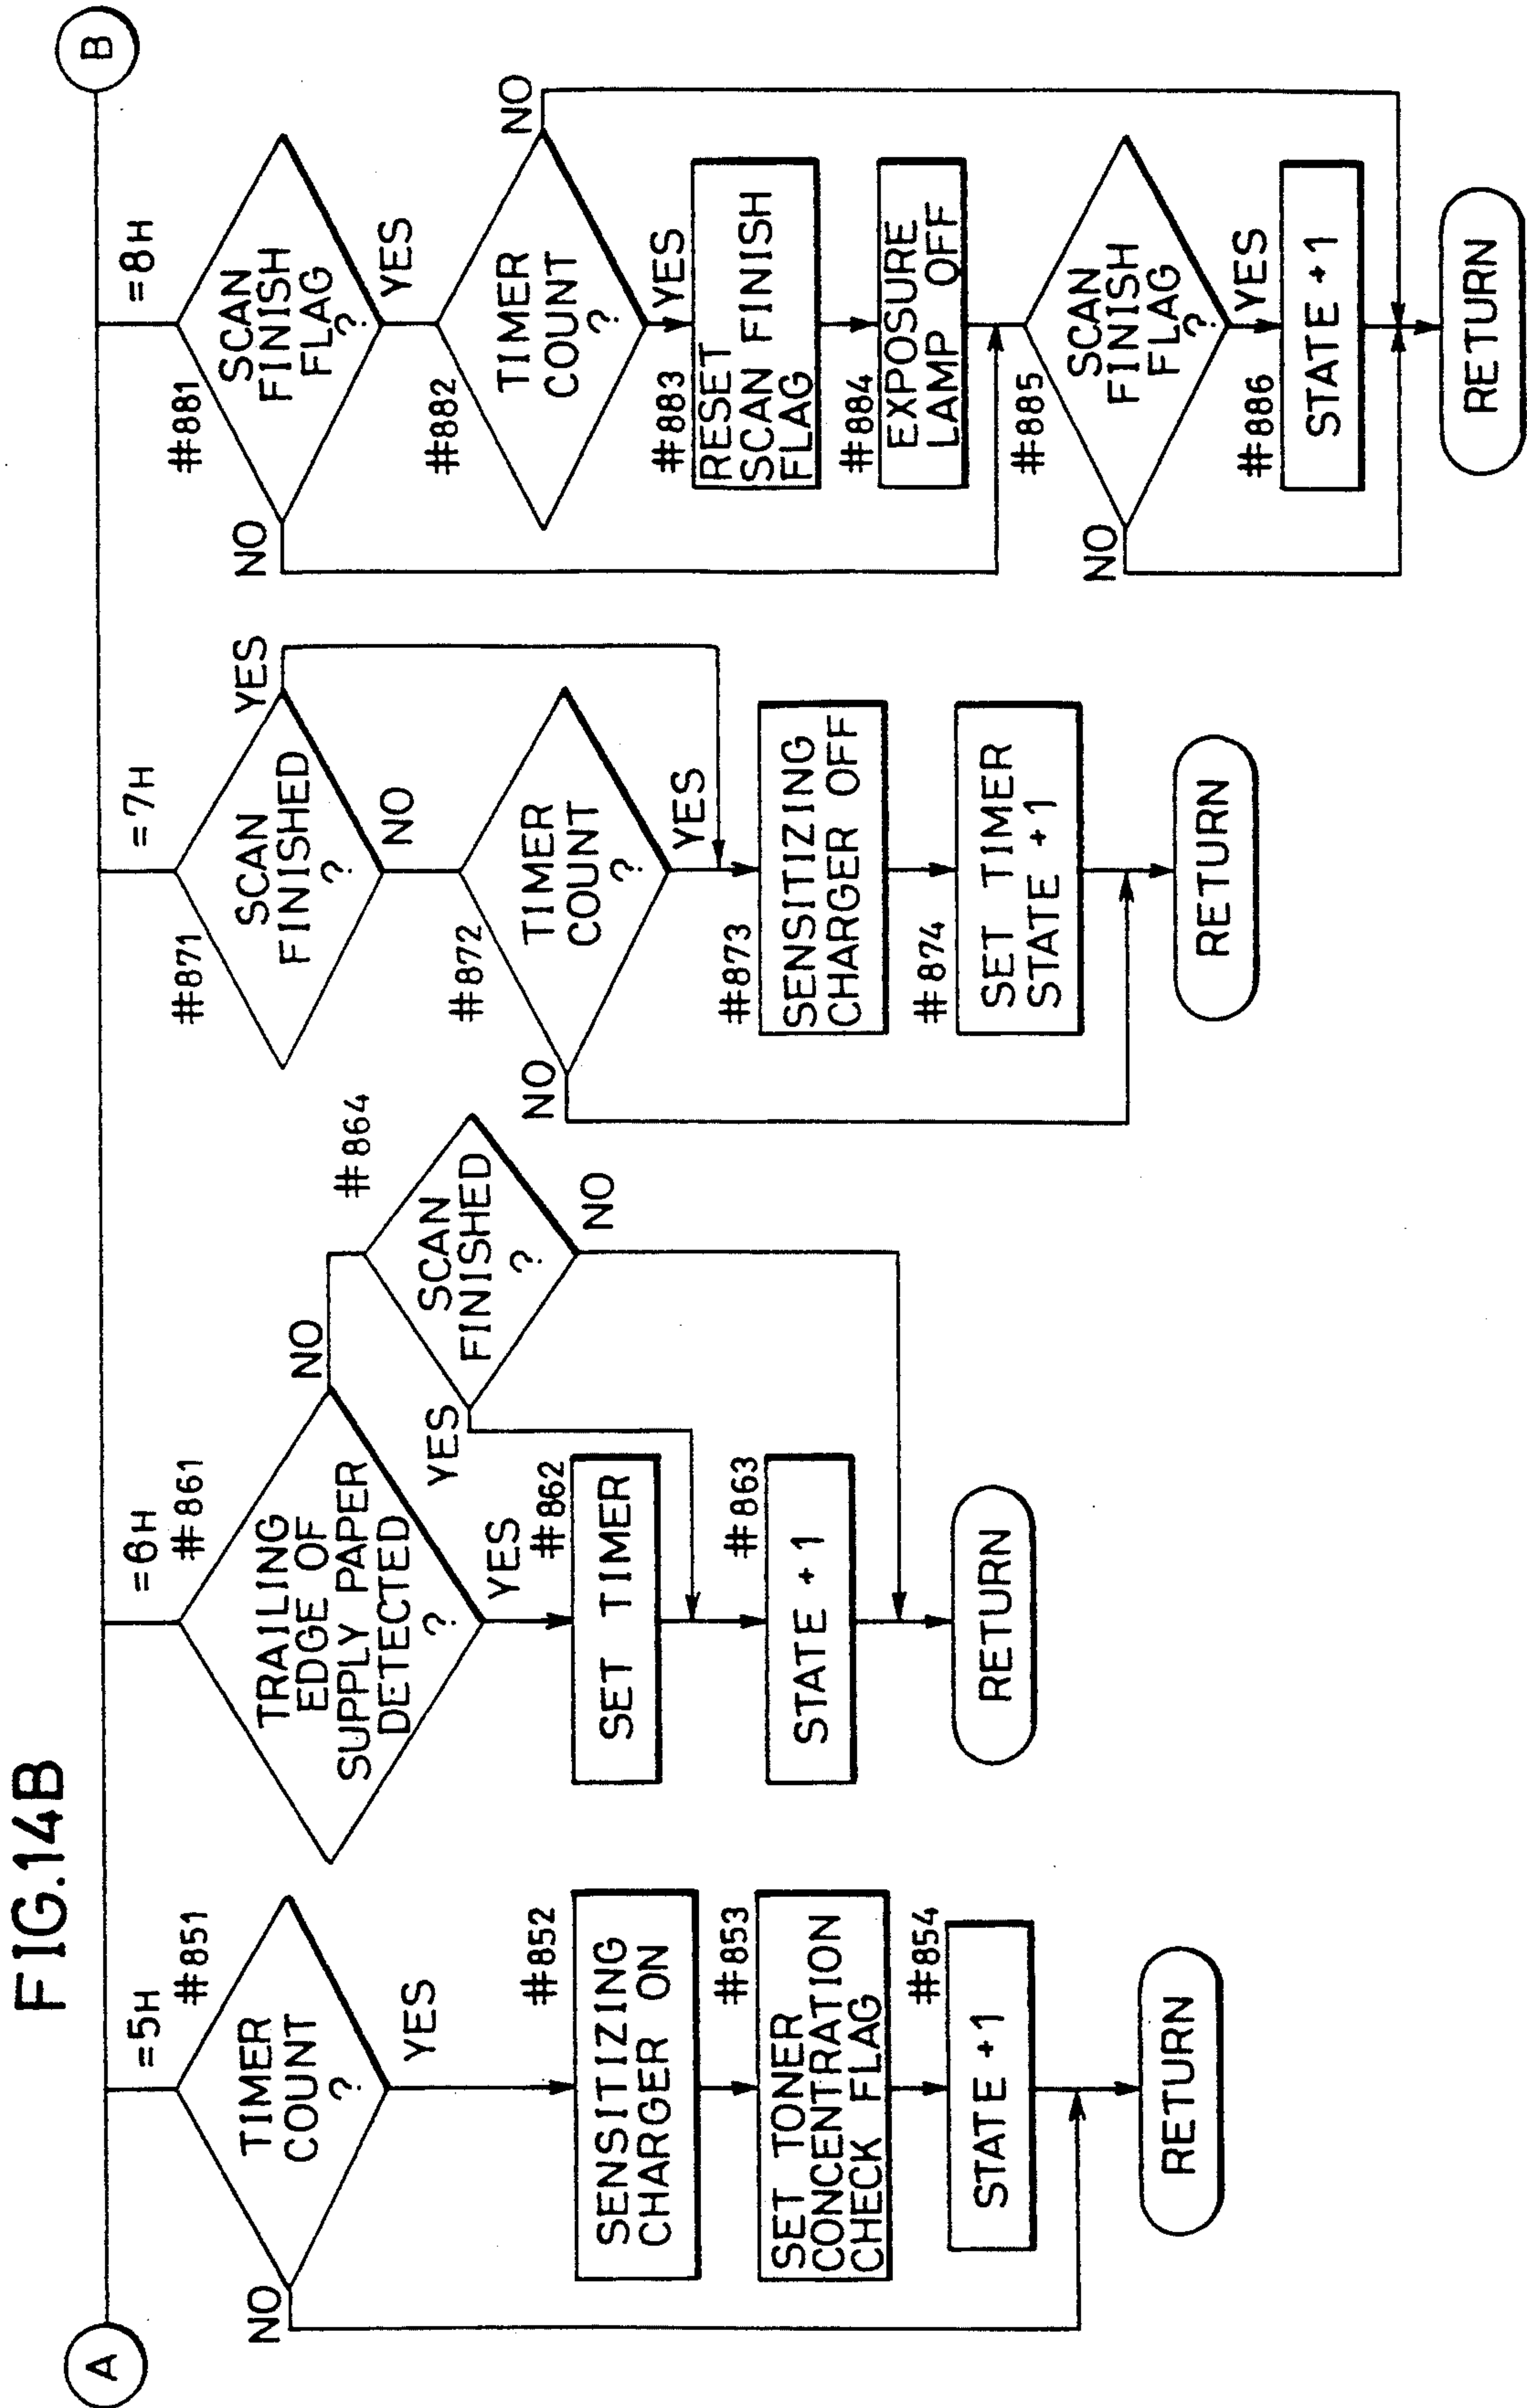 FIG.14B
A
B
=5H
#851
TIMER
COUNT
?
NO
YES
#852
SENSITIZING
CHARGER ON
#853
SET TONER
CONCENTRATION
CHECK FLAG
#854
STATE +1
RETURN
=6H
#861
TRAILING
EDGE OF
SUPPLY PAPER
DETECTED
?
NO
YES
#864
SCAN
FINISHED
?
YES
NO
#862
SET TIMER
#863
STATE +1
RETURN
=7H
#871
SCAN
FINISHED
?
YES
NO
#872
TIMER
COUNT
?
NO
YES
#873
SENSITIZING
CHARGER OFF
#874
SET TIMER
STATE +1
RETURN
=8H
#881
SCAN
FINISH
FLAG
?
NO
YES
#882
TIMER
COUNT
?
NO
YES
#883
RESET
SCAN FINISH
FLAG
#884
EXPOSURE
LAMP OFF
#885
SCAN
FINISH
FLAG
?
NO
YES
#886
STATE +1
RETURN